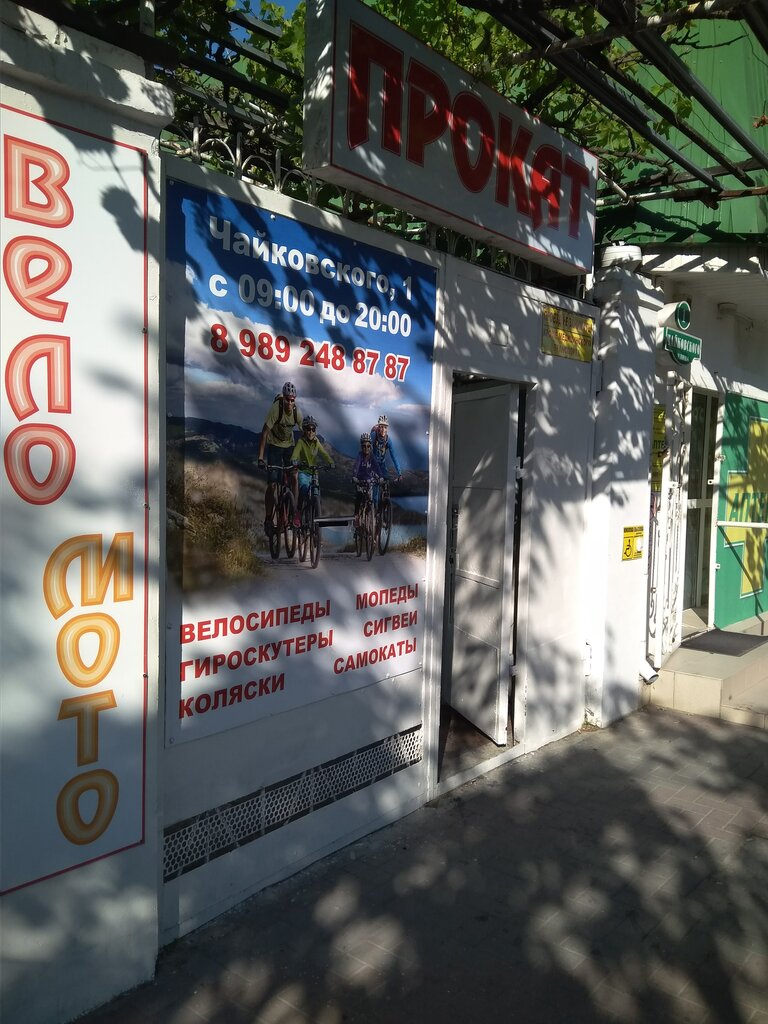 ПРОКАТ
ВеЛО
МОТО
Чайковского, 1
с 09:00 до 20:00
8 989 248 87 87
ВЕЛОСИПЕДЫ МОПЕДЫ
ГИРОСКУТЕРЫ СИГВЕИ
КОЛЯСКИ САМОКАТЫ
1